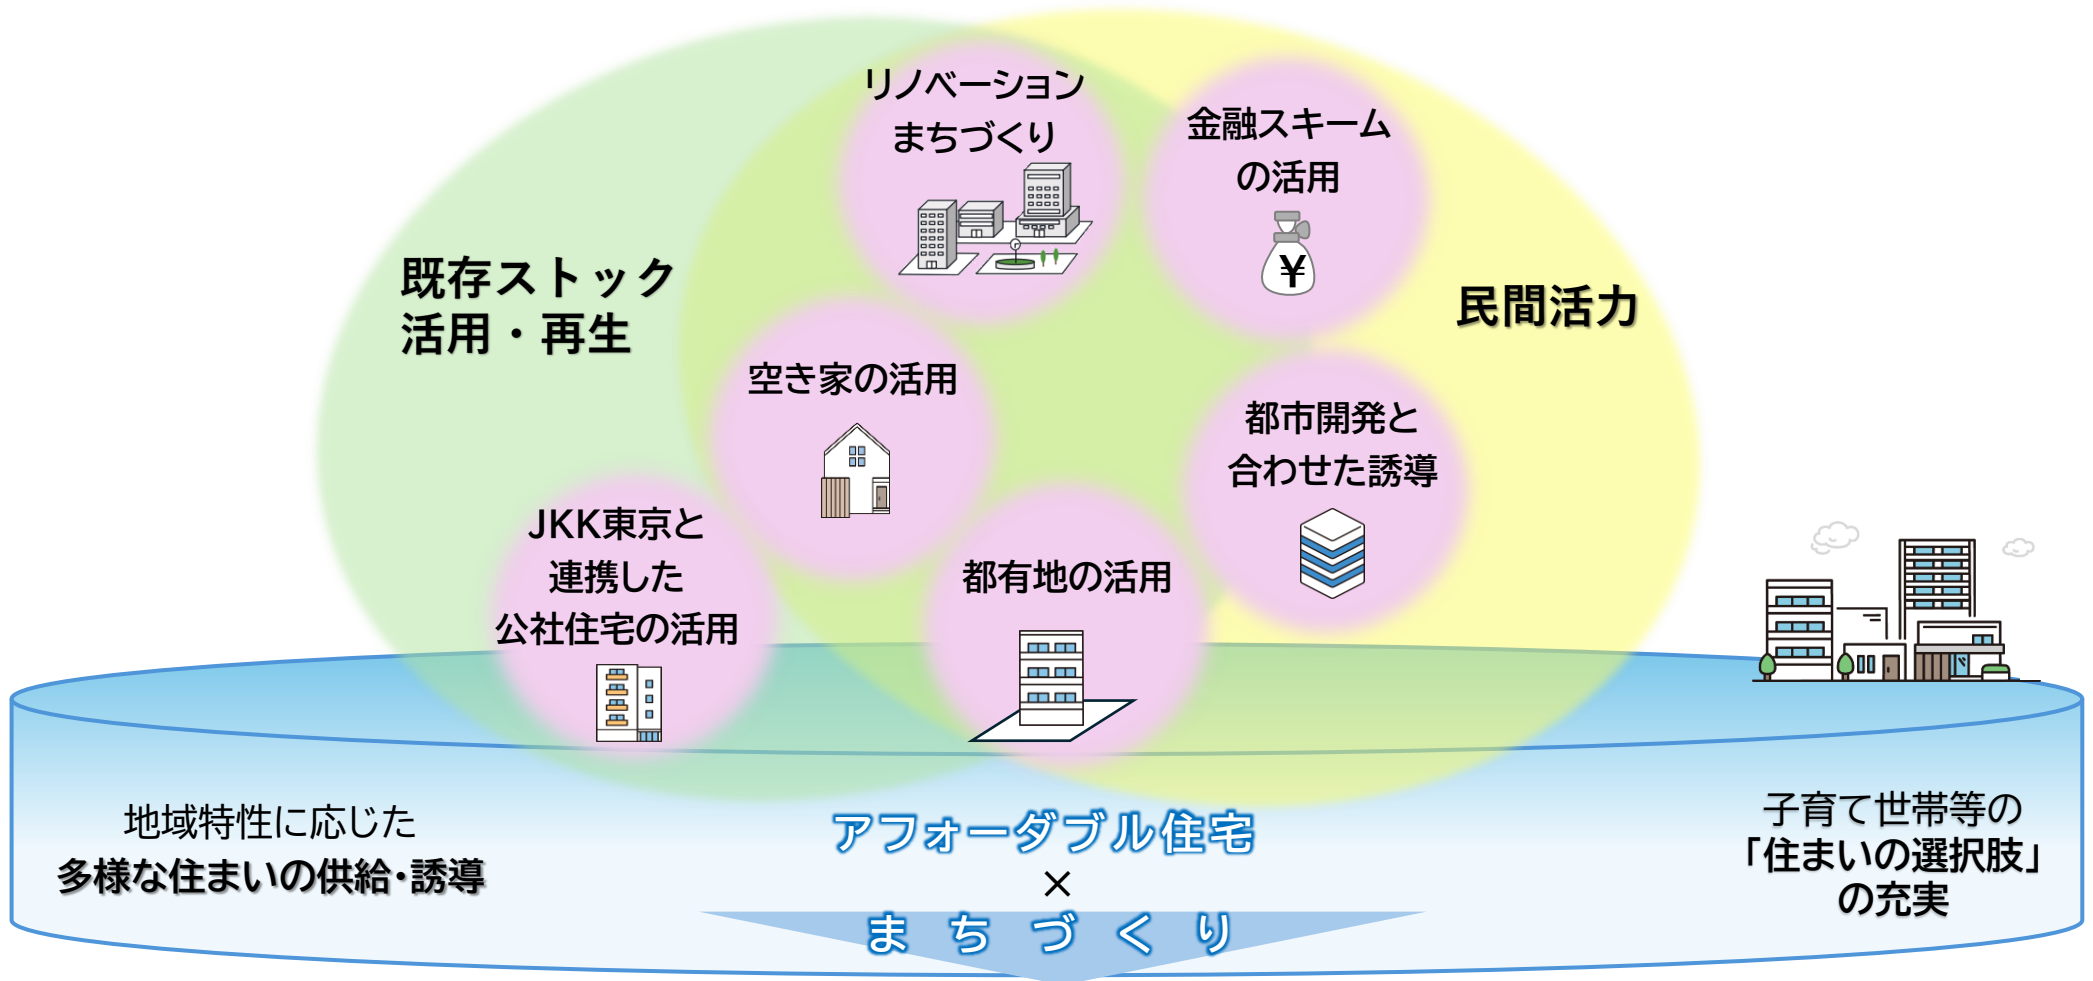 リノベーション
まちづくり
金融スキーム
の活用
既存ストック
活用・再生
民間活力
空き家の活用
都市開発と
合わせた誘導
JKK東京と
連携した
公社住宅の活用
都有地の活用
¥
地域特性に応じた
多様な住まいの供給・誘導
アフォーダブル住宅
×
まちづくり
子育て世帯等の
「住まいの選択肢」
の充実